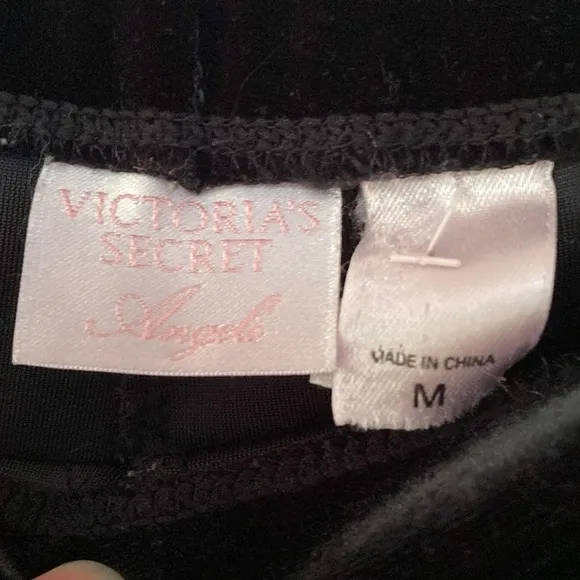 VICTORIA'S
SECRET
Angels
MADE IN CHINA
M